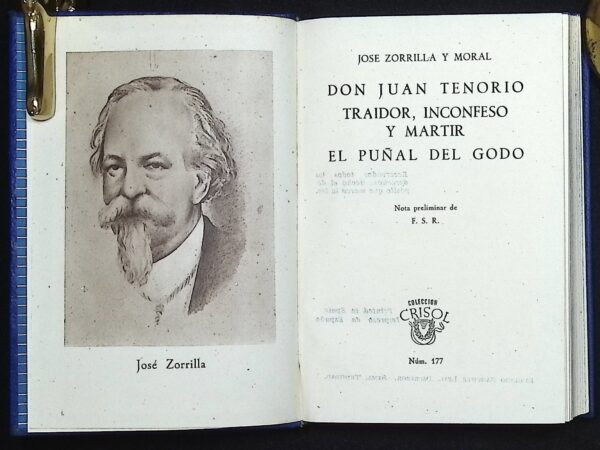 José Zorrilla
JOSE ZORRILLA Y MORAL
DON JUAN TENORIO
TRAIDOR, INCONFESO
Y MARTIR
EL PUÑAL DEL GODO
Nota preliminar de
F. S. R.
COLECCION
CRISOL
Núm. 177